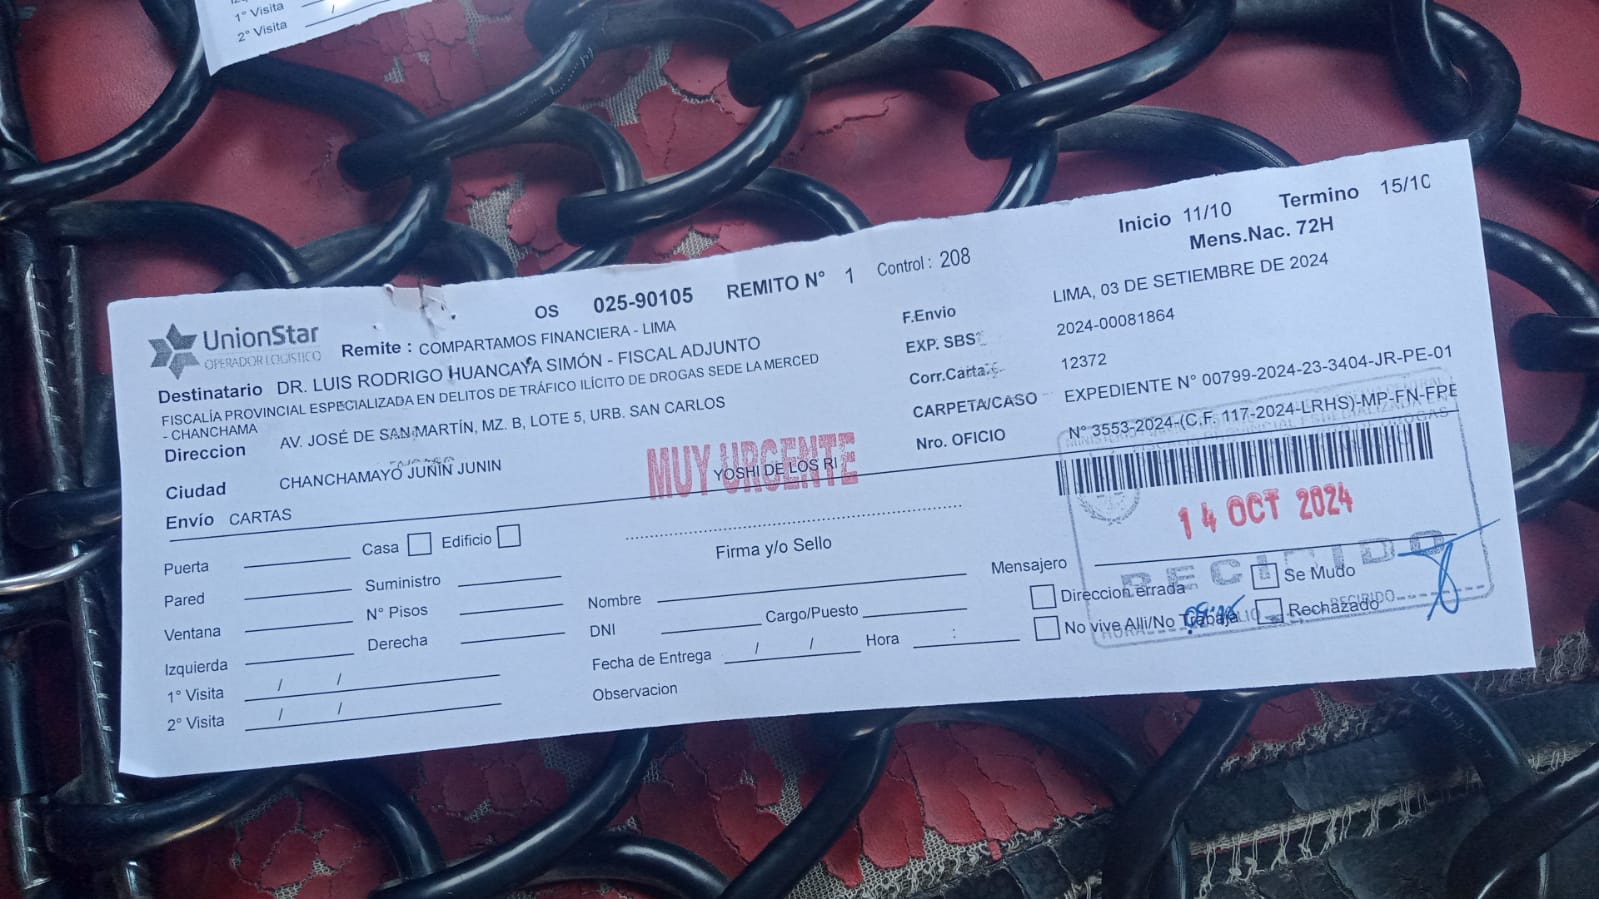 1° Visita /
2° Visita
Inicio 11/10 Termino 15/10
Mens.Nac. 72H
OS 025-90105 REMITO N° 1 Control : 208
UnionStar
OPERADOR LOGISTICO
Remite : COMPARTAMOS FINANCIERA - LIMA
F.Envio LIMA, 03 DE SETIEMBRE DE 2024
Destinatario DR. LUIS RODRIGO HUANCAYA SIMÓN - FISCAL ADJUNTO
EXP. SBS 2024-00081864
FISCALÍA PROVINCIAL ESPECIALIZADA EN DELITOS DE TRÁFICO ILÍCITO DE DROGAS SEDE LA MERCED
- CHANCHAMA
Corr.Carta 12372
Direccion AV. JOSÉ DE SAN MARTÍN, MZ. B, LOTE 5, URB. SAN CARLOS
CARPETA/CASO EXPEDIENTE N° 00799-2024-23-3404-JR-PE-01
Nro. OFICIO N° 3553-2024-(C.F. 117-2024-LRHS)-MP-FN-FPE
Ciudad CHANCHAMAYO JUNIN JUNIN
MUY URGENTE
YOSHI DE LOS RI
Envío CARTAS
14 OCT 2024
RECIBIDO
Puerta Casa Edificio
Firma y/o Sello
Pared Suministro
Mensajero
Ventana N° Pisos
Nombre
Direccion errada Se Mudo
Izquierda Derecha
DNI Cargo/Puesto
No vive Alli/No Trabaja Rechazado
HORA RECIBIDO
1° Visita / /
Fecha de Entrega / / Hora :
2° Visita / /
Observacion